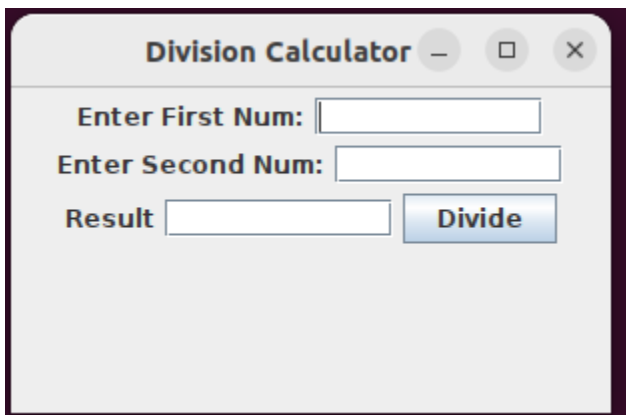 Division Calculator
Enter First Num:
Enter Second Num:
Result Divide